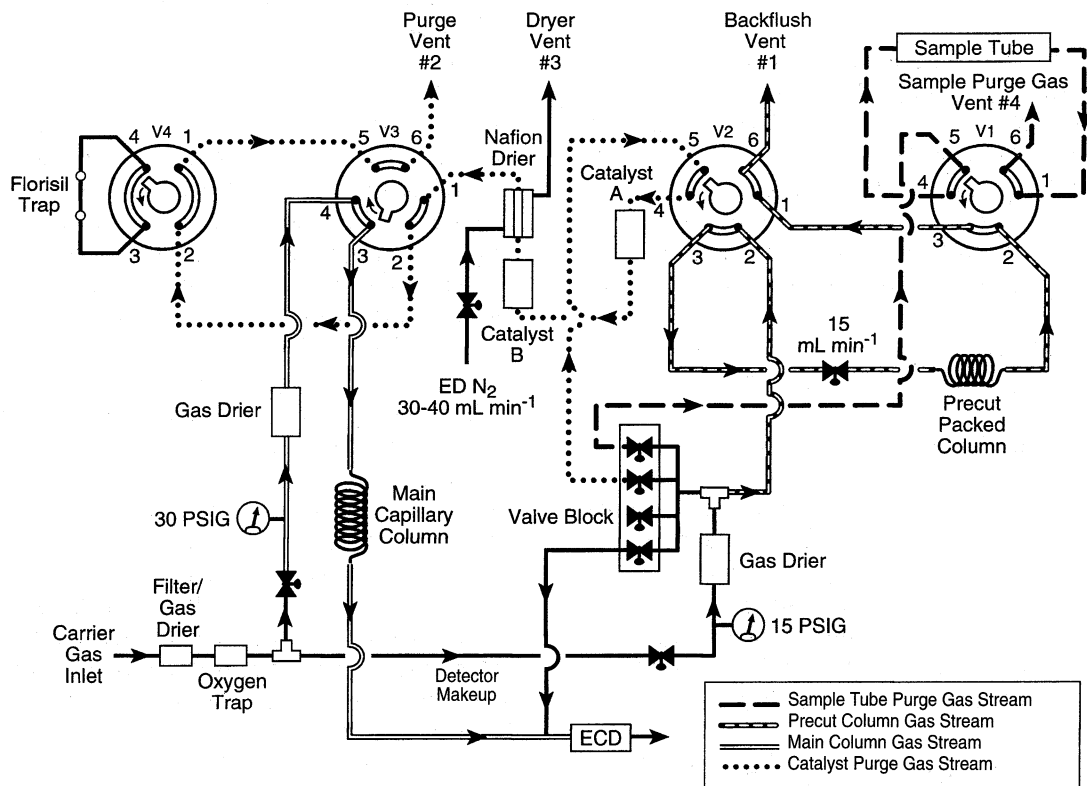 Purge
Vent
#2
Dryer
Vent
#3
Backflush
Vent
#1
Sample Tube
Sample Purge Gas
Vent #4
V4
4
1
3
2
Florisil
Trap
V3
5
6
4
1
3
2
Nafion
Drier
Catalyst
B
ED N2
30-40 mL min-1
Catalyst
A
V2
5
6
4
1
3
2
V1
5
6
4
1
3
2
15
mL min-1
Precut
Packed
Column
Gas Drier
30 PSIG
Main
Capillary
Column
Valve Block
Gas Drier
15 PSIG
Filter/
Gas
Drier
Carrier
Gas
Inlet
Oxygen
Trap
Detector
Makeup
ECD
Sample Tube Purge Gas Stream
Precut Column Gas Stream
Main Column Gas Stream
Catalyst Purge Gas Stream